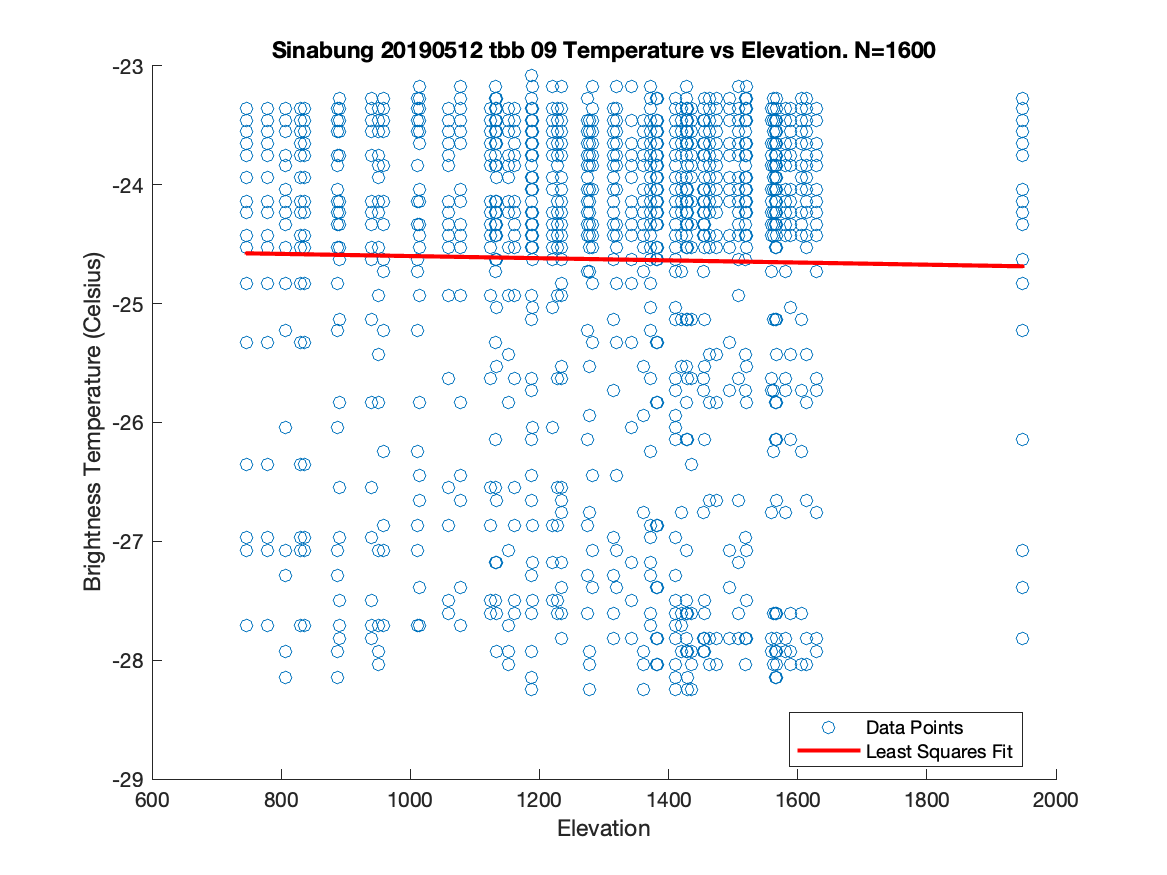 Sinabung 20190512 tbb 09 Temperature vs Elevation. N=1600
-23
-24
-25
-26
-27
-28
-29
Brightness Temperature (Celsius)
600 800 1000 1200 1400 1600 1800 2000
Elevation
Data Points
Least Squares Fit